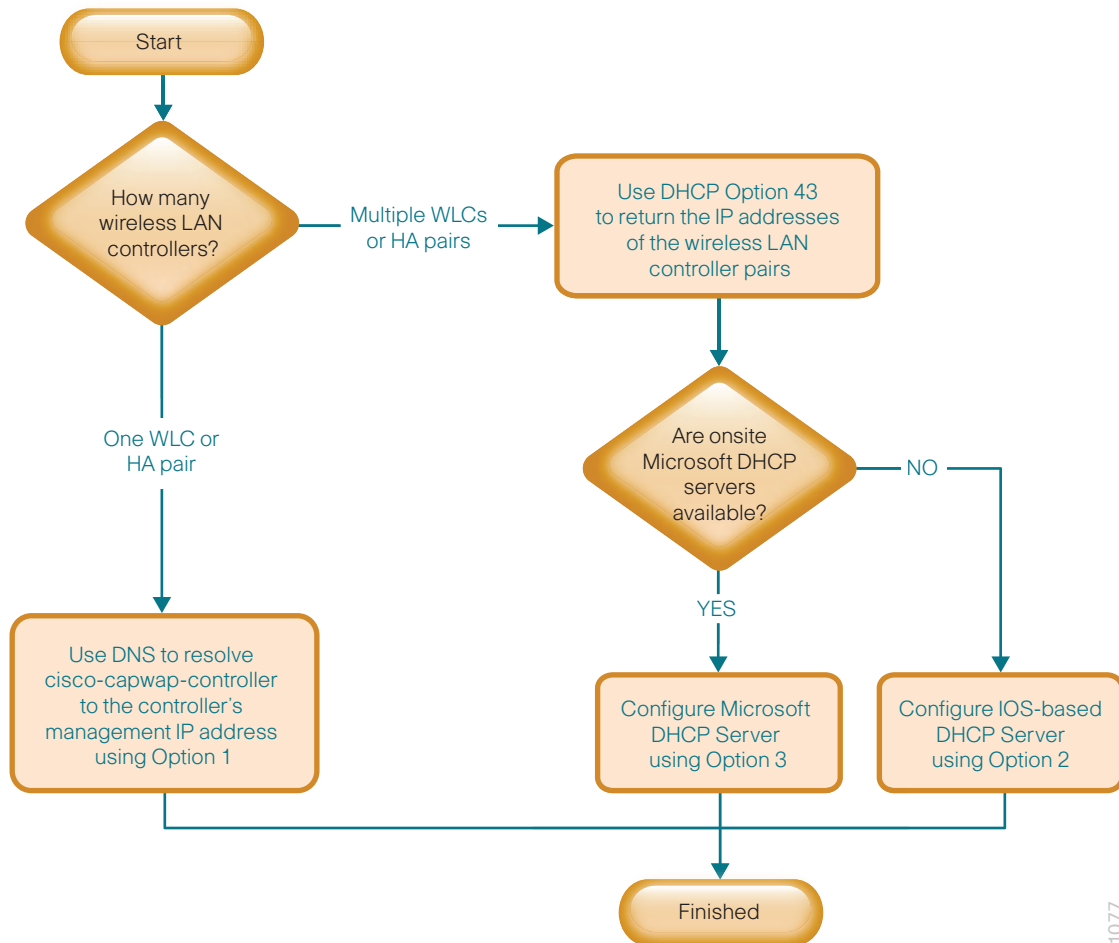 Start
How many
wireless LAN
controllers?
Multiple WLCs
or HA pairs
Use DHCP Option 43
to return the IP addresses
of the wireless LAN
controller pairs
One WLC or
HA pair
Are onsite
Microsoft DHCP
servers
available?
NO
YES
Use DNS to resolve
cisco-capwap-controller
to the controller’s
management IP address
using Option 1
Configure Microsoft
DHCP Server
using Option 3
Configure IOS-based
DHCP Server
using Option 2
Finished
1077